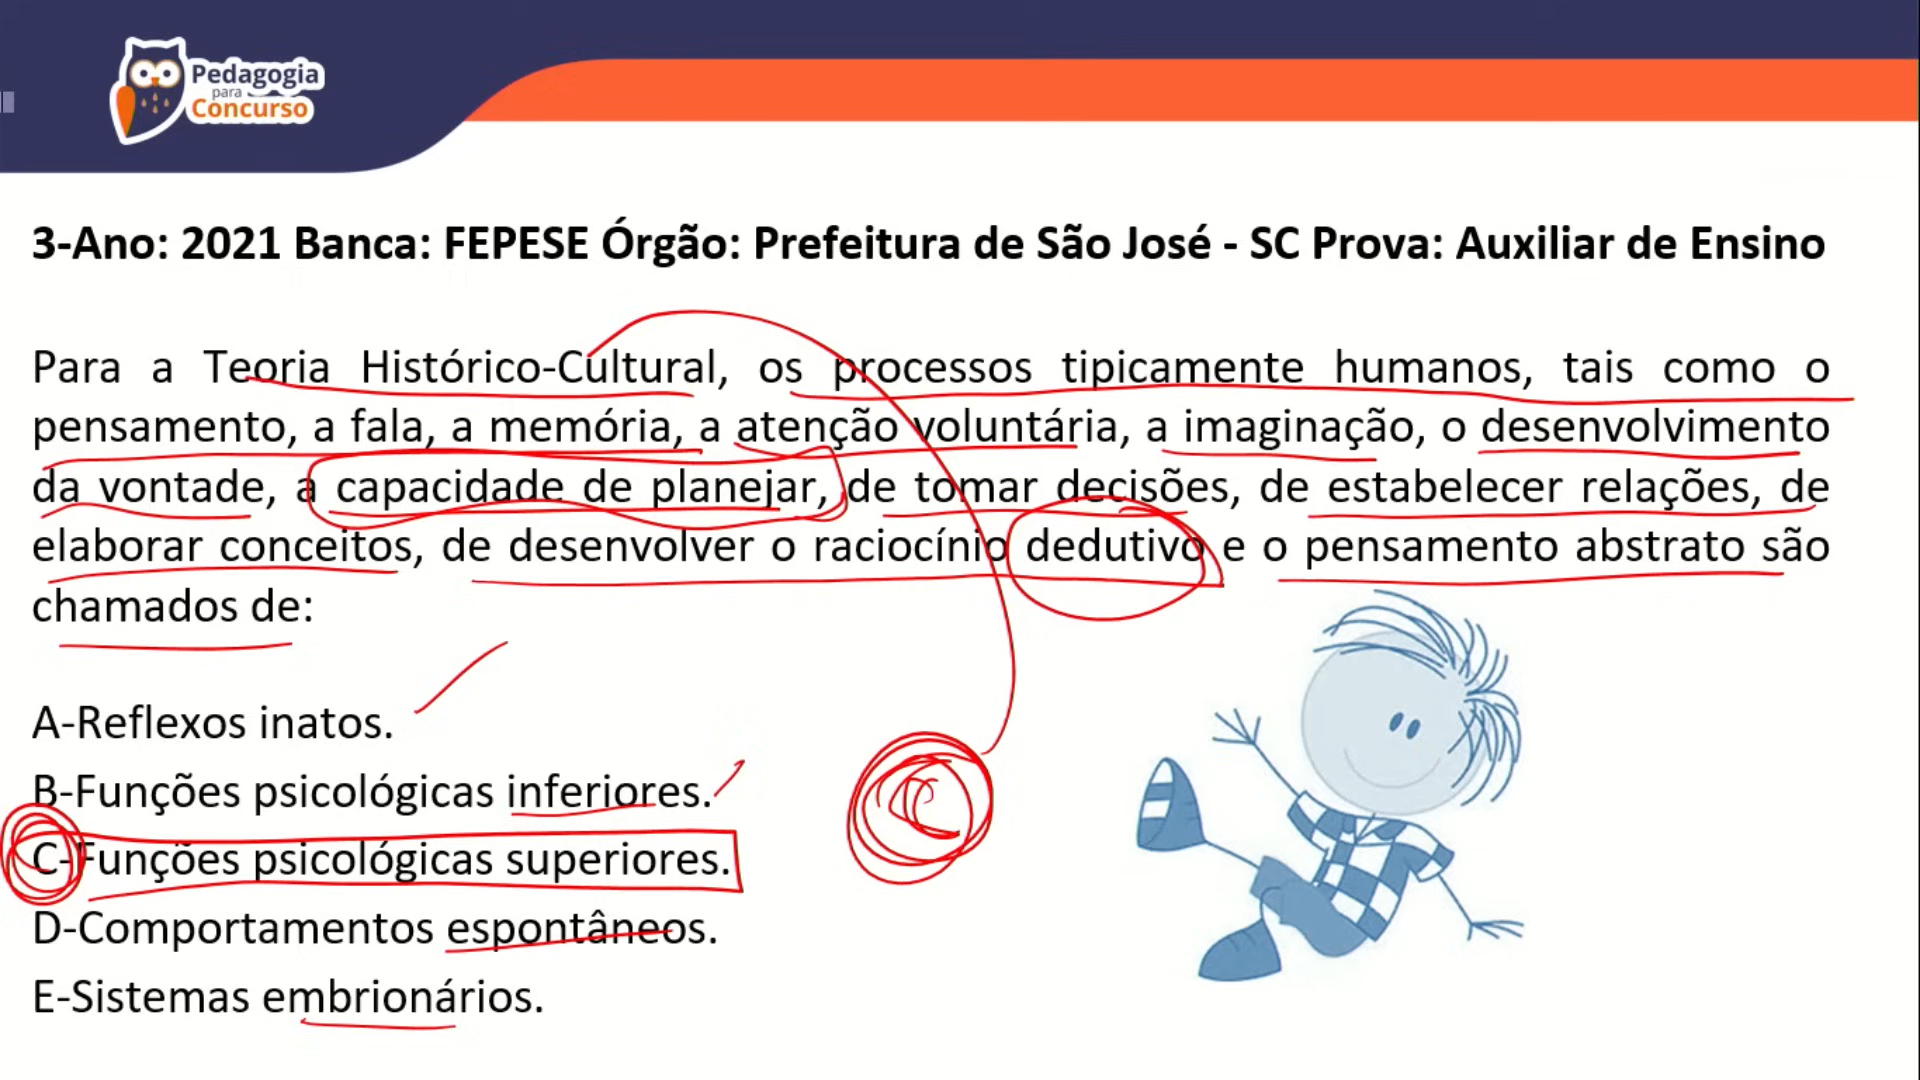 Pedagogia
para
Concurso
3-Ano: 2021 Banca: FEPESE Órgão: Prefeitura de São José - SC Prova: Auxiliar de Ensino
Para a Teoria Histórico-Cultural, os processos tipicamente humanos, tais como o
pensamento, a fala, a memória, a atenção voluntária, a imaginação, o desenvolvimento
da vontade, a capacidade de planejar, de tomar decisões, de estabelecer relações, de
elaborar conceitos, de desenvolver o raciocínio dedutivo e o pensamento abstrato são
chamados de:
A-Reflexos inatos.
B-Funções psicológicas inferiores.
C-Funções psicológicas superiores.
D-Comportamentos espontâneos.
E-Sistemas embrionários.